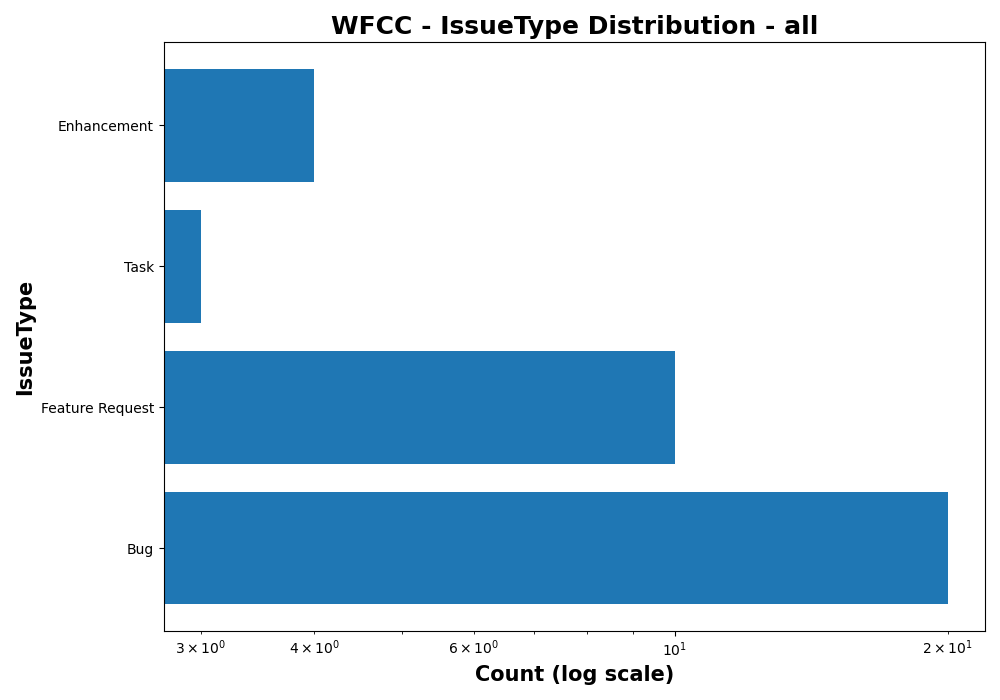 WFCC - IssueType Distribution - all
Enhancement
Task
Feature Request
Bug
IssueType
3 × 10⁰
4 × 10⁰
6 × 10⁰
10¹
2 × 10¹
Count (log scale)